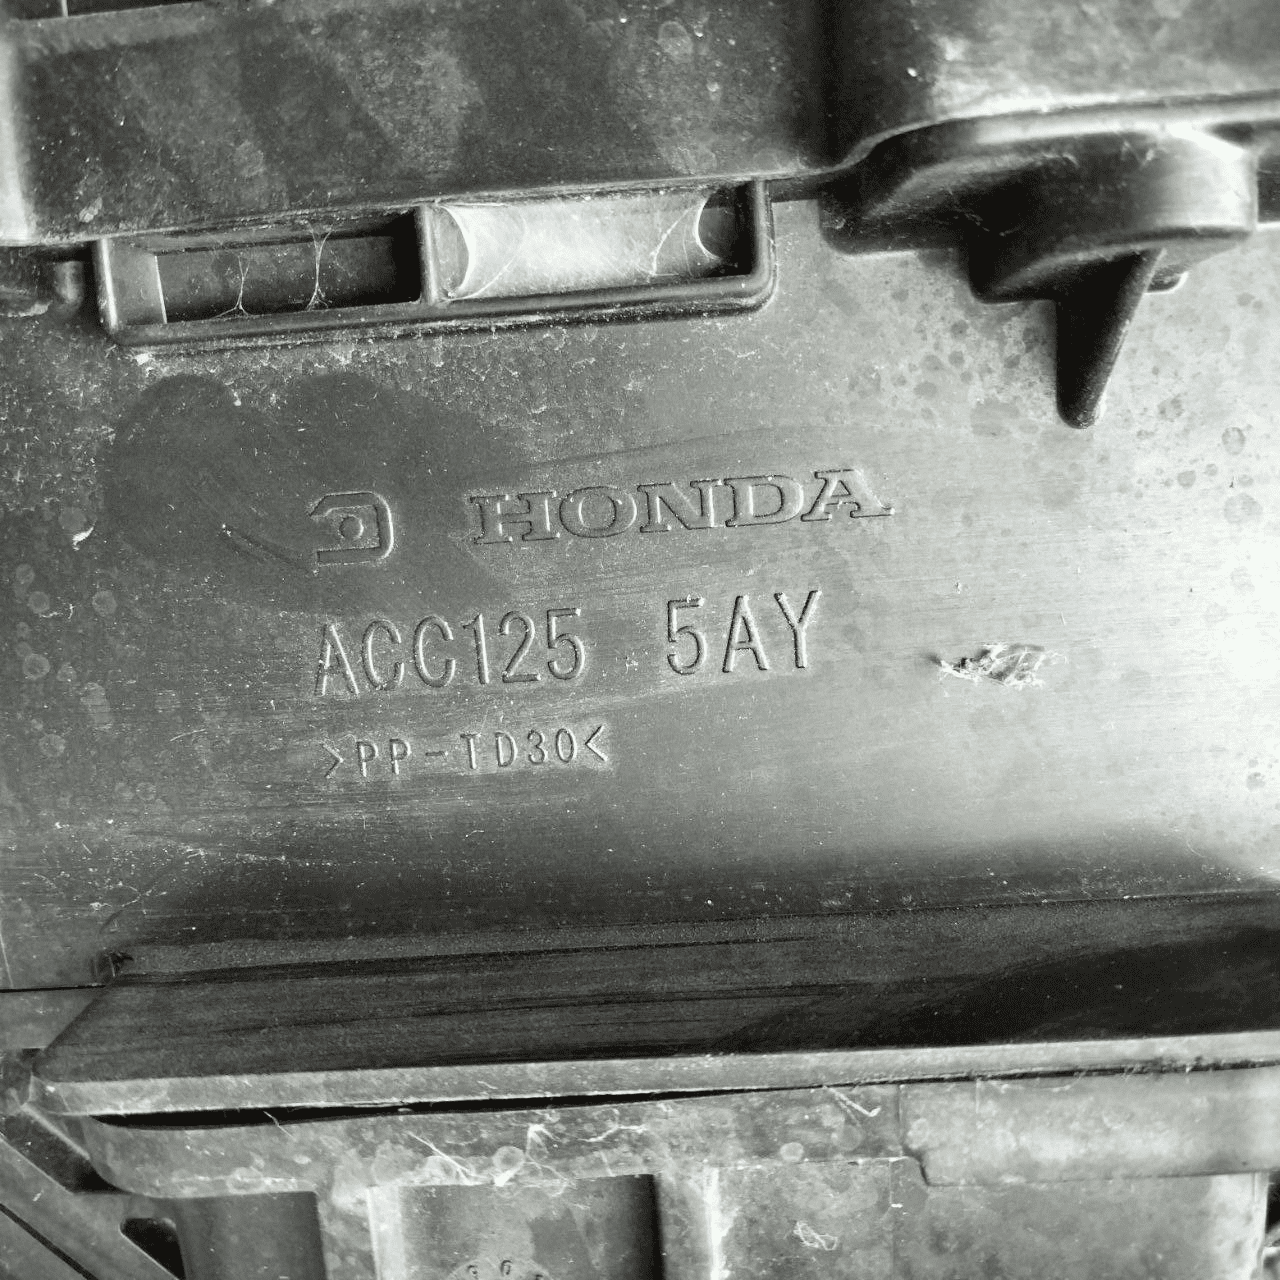 HONDA
ACC125 5AY
>PP-TD30<